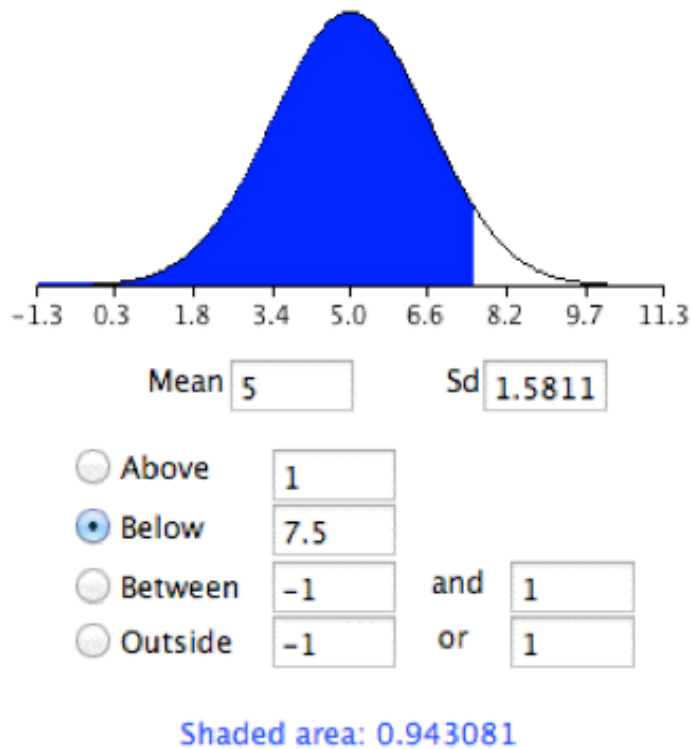 -1.3 0.3 1.8 3.4 5.0 6.6 8.2 9.7 11.3
Mean 5 Sd 1.5811
Above 1
Below 7.5
Between -1 and 1
Outside -1 or 1
Shaded area: 0.943081